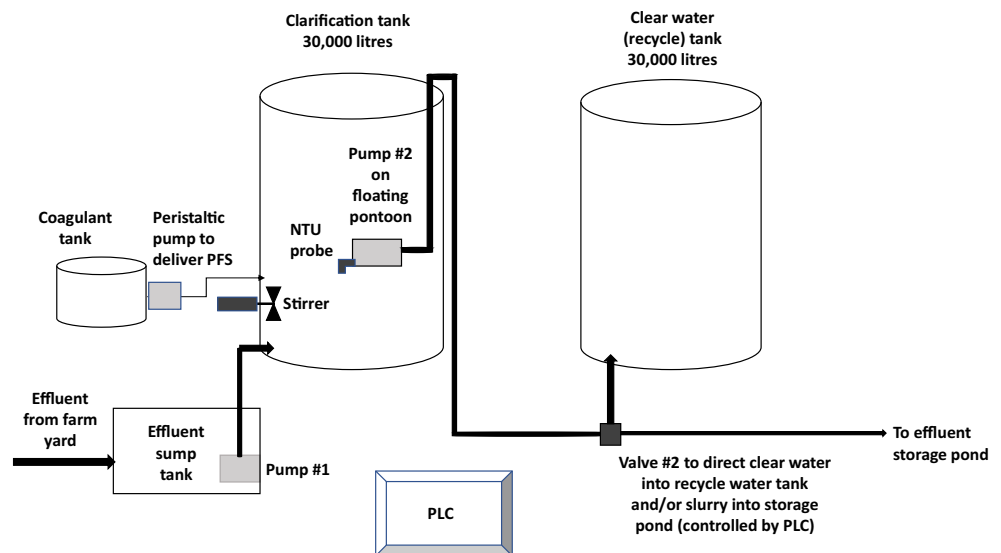 Clarification tank
30,000 litres
Clear water
(recycle) tank
30,000 litres
Pump #2
on
floating
pontoon
NTU
probe
Coagulant
tank
Peristaltic
pump to
deliver PFS
Stirrer
Effluent
from farm
yard
Effluent
sump
tank
Pump #1
PLC
Valve #2 to direct clear water
into recycle water tank
and/or slurry into storage
pond (controlled by PLC)
To effluent
storage pond